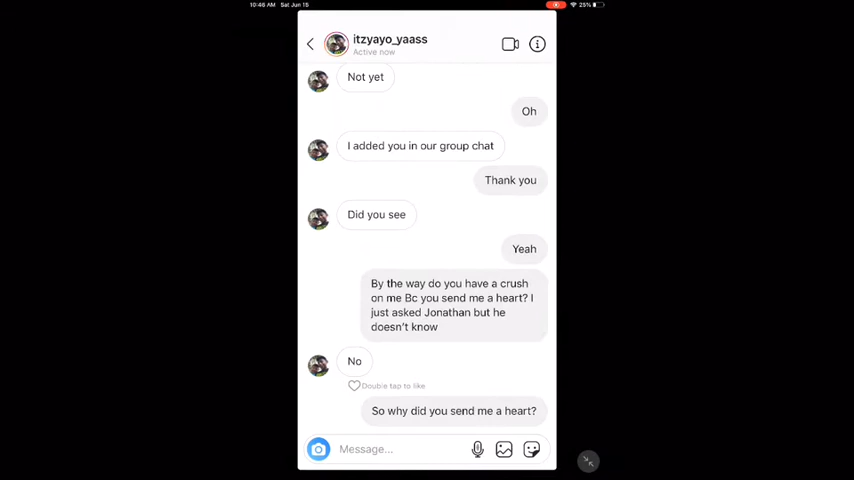 10:46 AM Sat Jun 15
25%
itzyayo_yaass
Active now
Not yet
Oh
I added you in our group chat
Thank you
Did you see
Yeah
By the way do you have a crush
on me Bc you send me a heart? I
just asked Jonathan but he
doesn't know
No
Double tap to like
So why did you send me a heart?
Message...